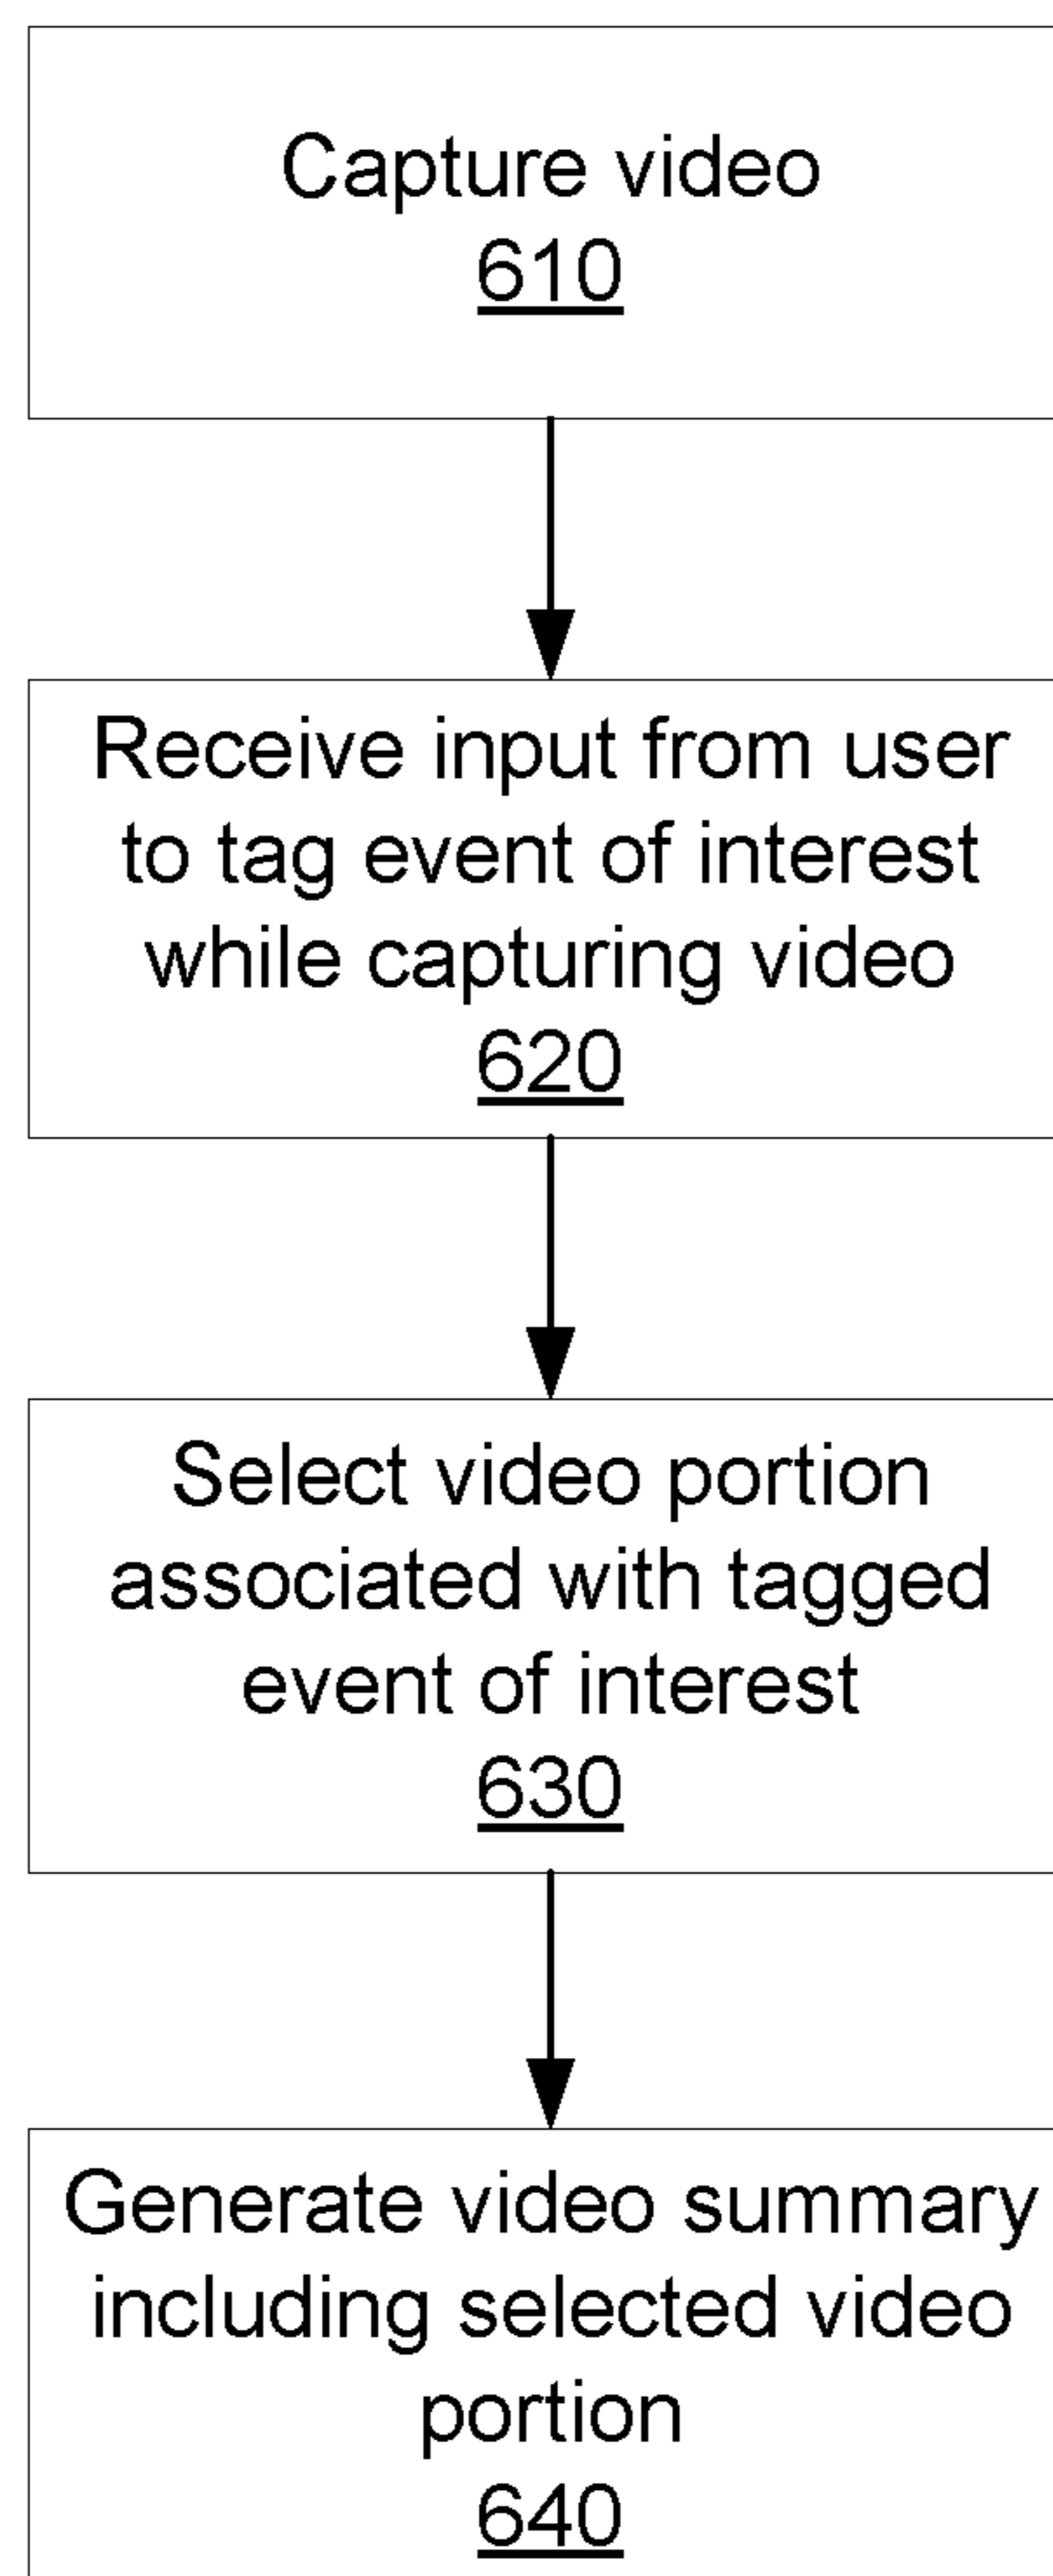 Capture video
610
Receive input from user
to tag event of interest
while capturing video
620
Select video portion
associated with tagged
event of interest
630
Generate video summary
including selected video
portion
640